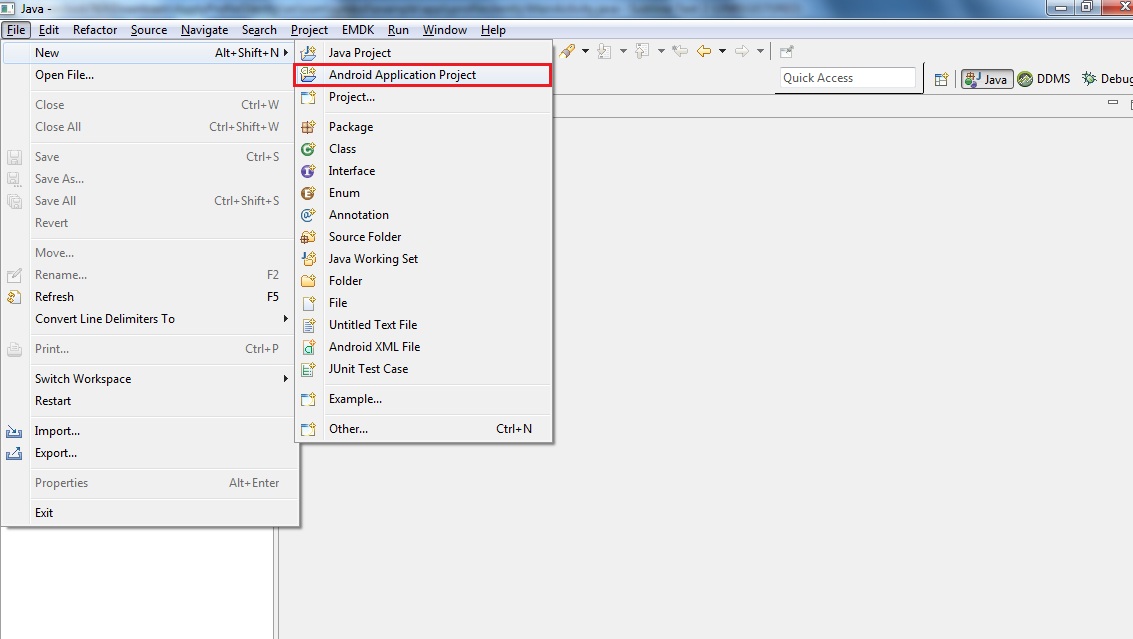 Java -
File Edit Refactor Source Navigate Search Project EMDK Run Window Help
New Alt+Shift+N
Open File...
Close Ctrl+W
Close All Ctrl+Shift+W
Save Ctrl+S
Save As...
Save All Ctrl+Shift+S
Revert
Move...
Rename... F2
Refresh F5
Convert Line Delimiters To
Print... Ctrl+P
Switch Workspace
Restart
Import...
Export...
Properties Alt+Enter
Exit
Java Project
Android Application Project
Project...
Package
Class
Interface
Enum
Annotation
Source Folder
Java Working Set
Folder
File
Untitled Text File
Android XML File
JUnit Test Case
Example...
Other... Ctrl+N
Quick Access
Java DDMS Debug